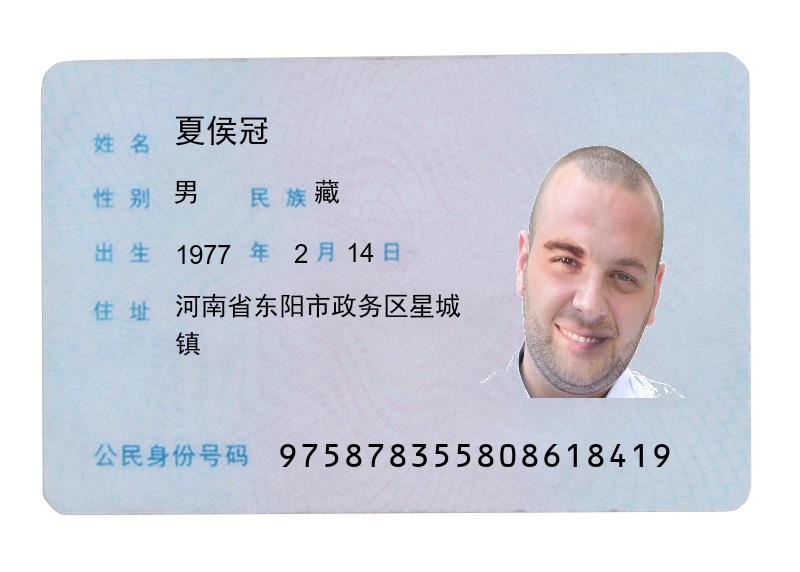 姓名 夏侯冠
性别 男 民族 藏
出生 1977 年 2 月 14 日
住址 河南省东阳市政务区星城
镇
公民身份号码 975878355808618419